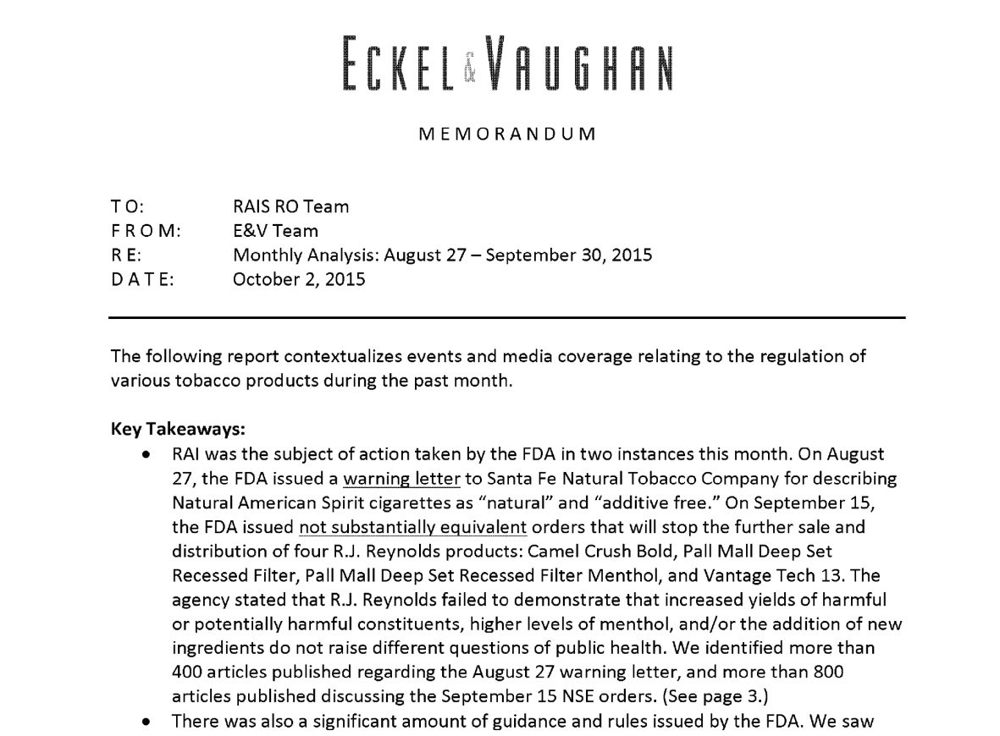 ECKEL & VAUGHAN
MEMORANDUM
TO: RAIS RO Team
FROM: E&V Team
RE: Monthly Analysis: August 27 – September 30, 2015
DATE: October 2, 2015
The following report contextualizes events and media coverage relating to the regulation of
various tobacco products during the past month.
Key Takeaways:
• RAI was the subject of action taken by the FDA in two instances this month. On August
27, the FDA issued a warning letter to Santa Fe Natural Tobacco Company for describing
Natural American Spirit cigarettes as “natural” and “additive free.” On September 15,
the FDA issued not substantially equivalent orders that will stop the further sale and
distribution of four R.J. Reynolds products: Camel Crush Bold, Pall Mall Deep Set
Recessed Filter, Pall Mall Deep Set Recessed Filter Menthol, and Vantage Tech 13. The
agency stated that R.J. Reynolds failed to demonstrate that increased yields of harmful
or potentially harmful constituents, higher levels of menthol, and/or the addition of new
ingredients do not raise different questions of public health. We identified more than
400 articles published regarding the August 27 warning letter, and more than 800
articles published discussing the September 15 NSE orders. (See page 3.)
• There was also a significant amount of guidance and rules issued by the FDA. We saw